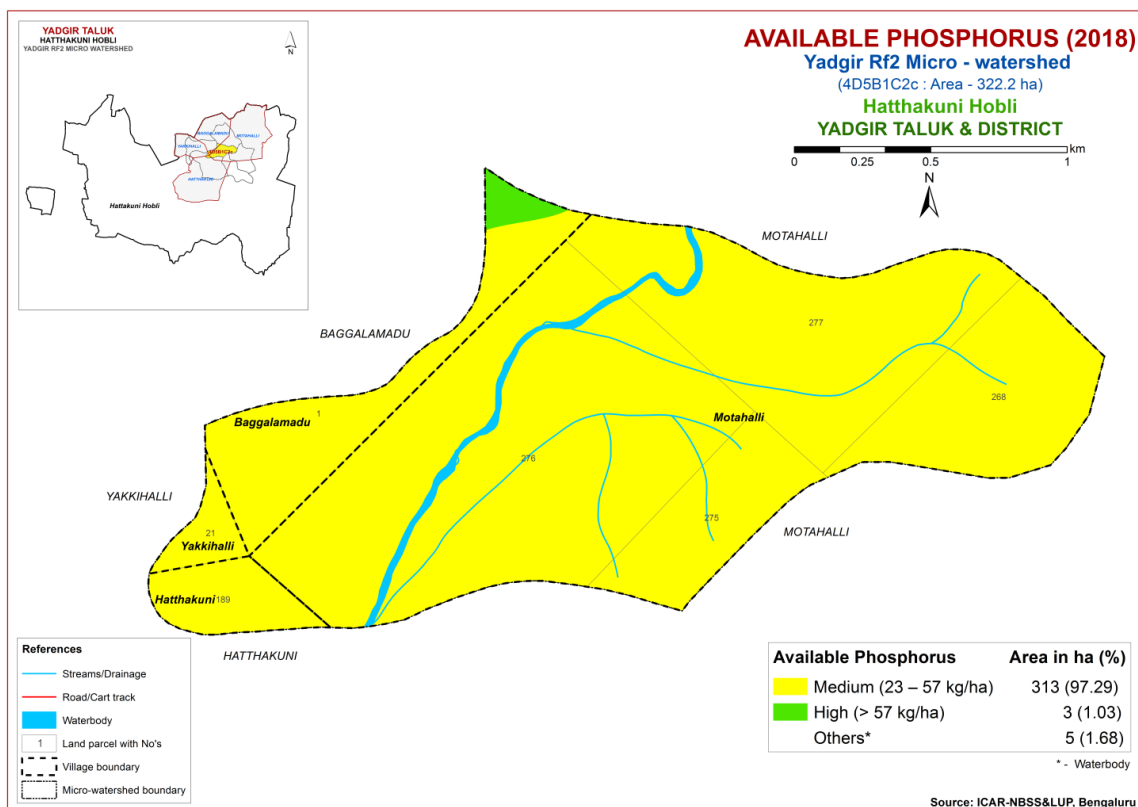 YADGIR TALUK
HATTHAKUNI HOBLI
YADGIR RF2 MICRO WATERSHED
N
BAGGALAMADU
MOTAHALLI
HATTHAKUNI
Hattakuni Hobli
AVAILABLE PHOSPHORUS (2018)
Yadgir Rf2 Micro - watershed
(4D5B1C2c : Area - 322.2 ha)
Hatthakuni Hobli
YADGIR TALUK & DISTRICT
km
0 0.25 0.5 1
N
MOTAHALLI
277
BAGGALAMADU
268
Baggalamadu 1
Motahalli
276
YAKKIHALLI
275
21
MOTAHALLI
Yakkihalli
Hatthakuni 189
HATTHAKUNI
References
Streams/Drainage
Road/Cart track
Waterbody
1 Land parcel with No's
Village boundary
Micro-watershed boundary
Available Phosphorus Area in ha (%)
Medium (23 – 57 kg/ha) 313 (97.29)
High (> 57 kg/ha) 3 (1.03)
Others* 5 (1.68)
* - Waterbody
Source: ICAR-NBSS&LUP, Bengaluru